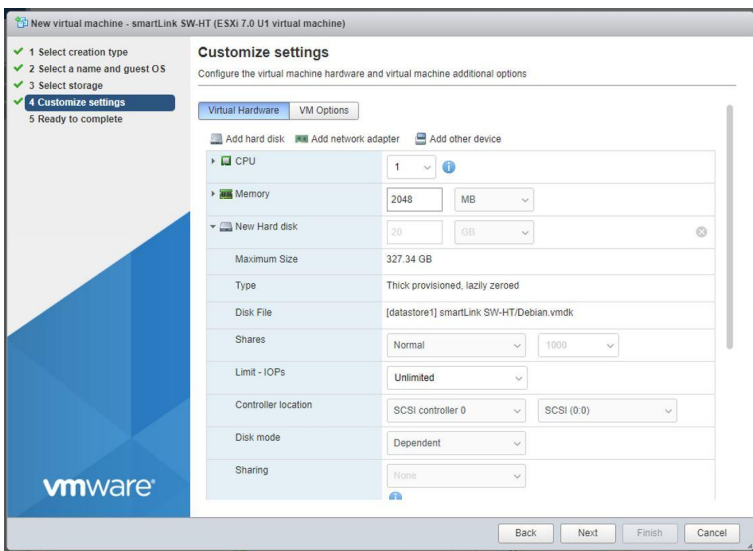 New virtual machine - smartLink SW-HT (ESXi 7.0 U1 virtual machine)
1 Select creation type
2 Select a name and guest OS
3 Select storage
4 Customize settings
5 Ready to complete
vmware®
Customize settings
Configure the virtual machine hardware and virtual machine additional options
Virtual Hardware VM Options
Add hard disk Add network adapter Add other device
CPU 1
Memory 2048 MB
New Hard disk 20 GB
Maximum Size 327.34 GB
Type Thick provisioned, lazily zeroed
Disk File [datastore1] smartLink SW-HT/Debian.vmdk
Shares Normal 1000
Limit - IOPs Unlimited
Controller location SCSI controller 0 SCSI (0:0)
Disk mode Dependent
Sharing None
Back Next Finish Cancel